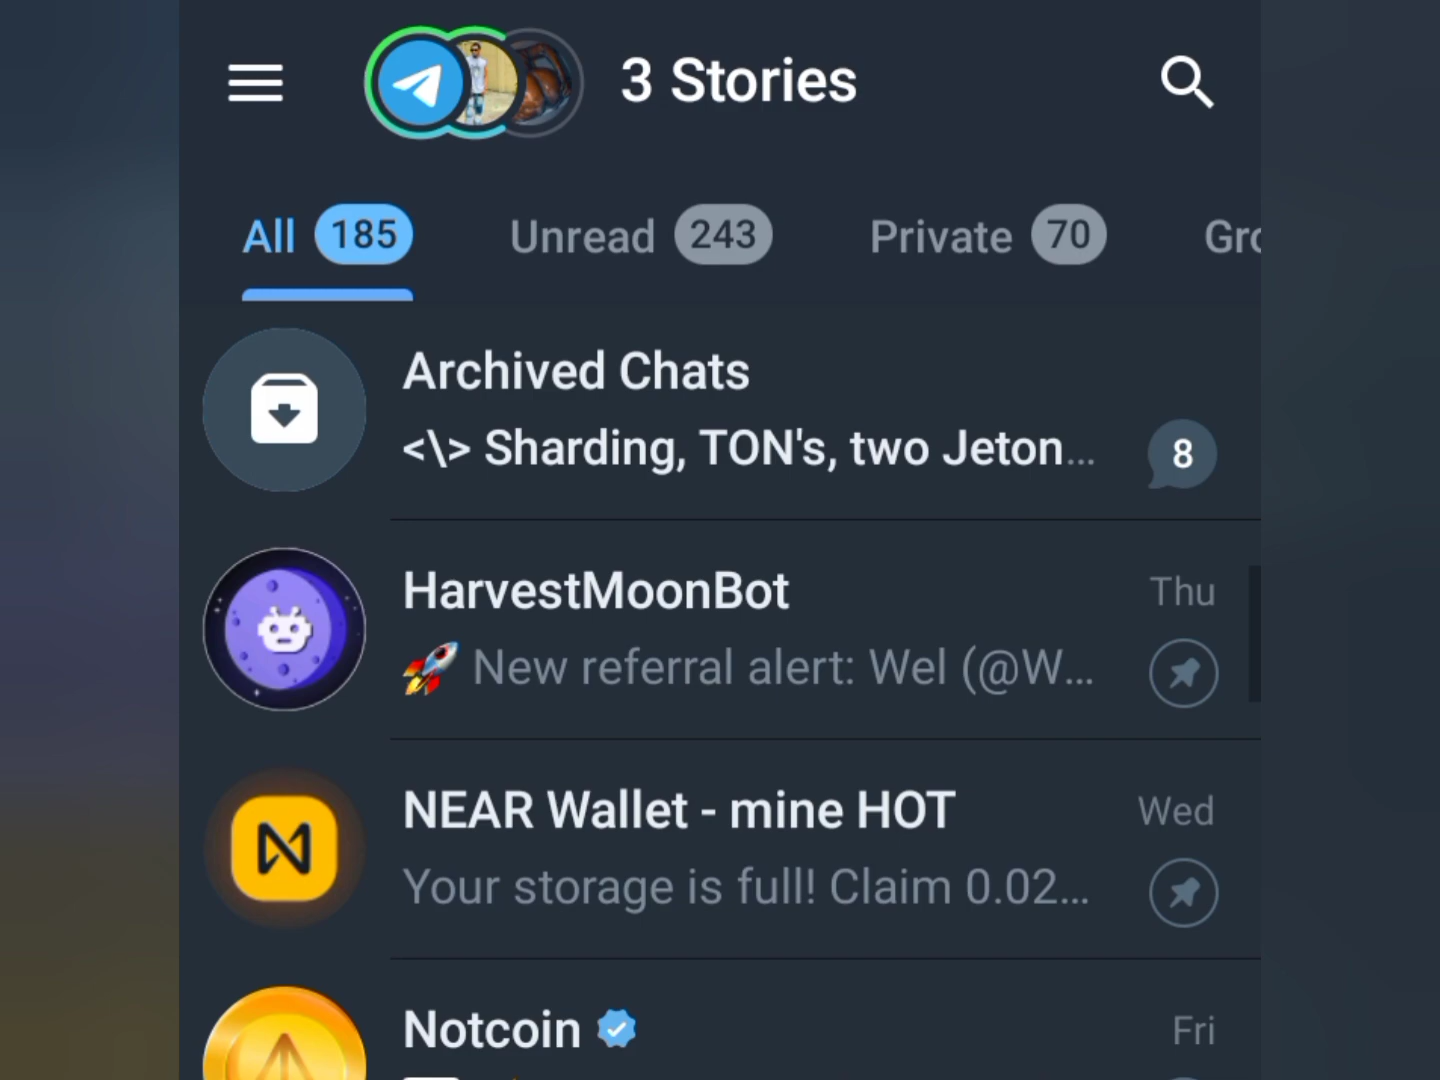 3 Stories
All 185 Unread 243 Private 70 Gro
Archived Chats
<\> Sharding, TON's, two Jeton...
8
HarvestMoonBot Thu
🚀 New referral alert: Wel (@W...
NEAR Wallet - mine HOT Wed
Your storage is full! Claim 0.02...
Notcoin Fri